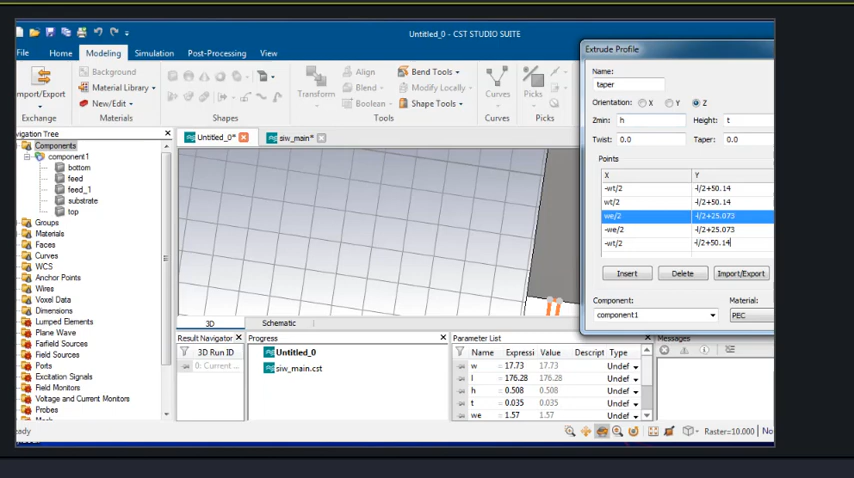 Untitled_0 - CST STUDIO SUITE
File Home Modeling Simulation Post-Processing View
Import/Export
Exchange
Background
Material Library
New/Edit
Materials
Shapes
Transform
Align
Blend
Boolean
Bend Tools
Modify Locally
Shape Tools
Tools
Curves
Curves
Picks
Picks
Navigation Tree
Components
component1
bottom
feed
feed_1
substrate
top
Groups
Materials
Faces
Curves
WCS
Anchor Points
Wires
Voxel Data
Dimensions
Lumped Elements
Plane Wave
Farfield Sources
Field Sources
Ports
Excitation Signals
Field Monitors
Voltage and Current Monitors
Probes
Untitled_0*
siw_main*
3D Schematic
Result Navigator
3D Run ID
0: Current ...
Progress
Untitled_0
siw_main.cst
Parameter List
Name Expressi Value Descript Type
w = 17.73 17.73 Undef
l = 176.28 176.28 Undef
h = 0.508 0.508 Undef
t = 0.035 0.035 Undef
we = 1.57 1.57 Undef
Messages
Extrude Profile
Name:
taper
Orientation: X Y Z
Zmin: h Height: t
Twist: 0.0 Taper: 0.0
Points
X Y
-wt/2 -l/2+50.14
wt/2 -l/2+50.14
we/2 -l/2+25.073
-we/2 -l/2+25.073
-wt/2 -l/2+50.14
Insert Delete Import/Export
Component: Material:
component1 PEC
Ready
Raster=10.000 No